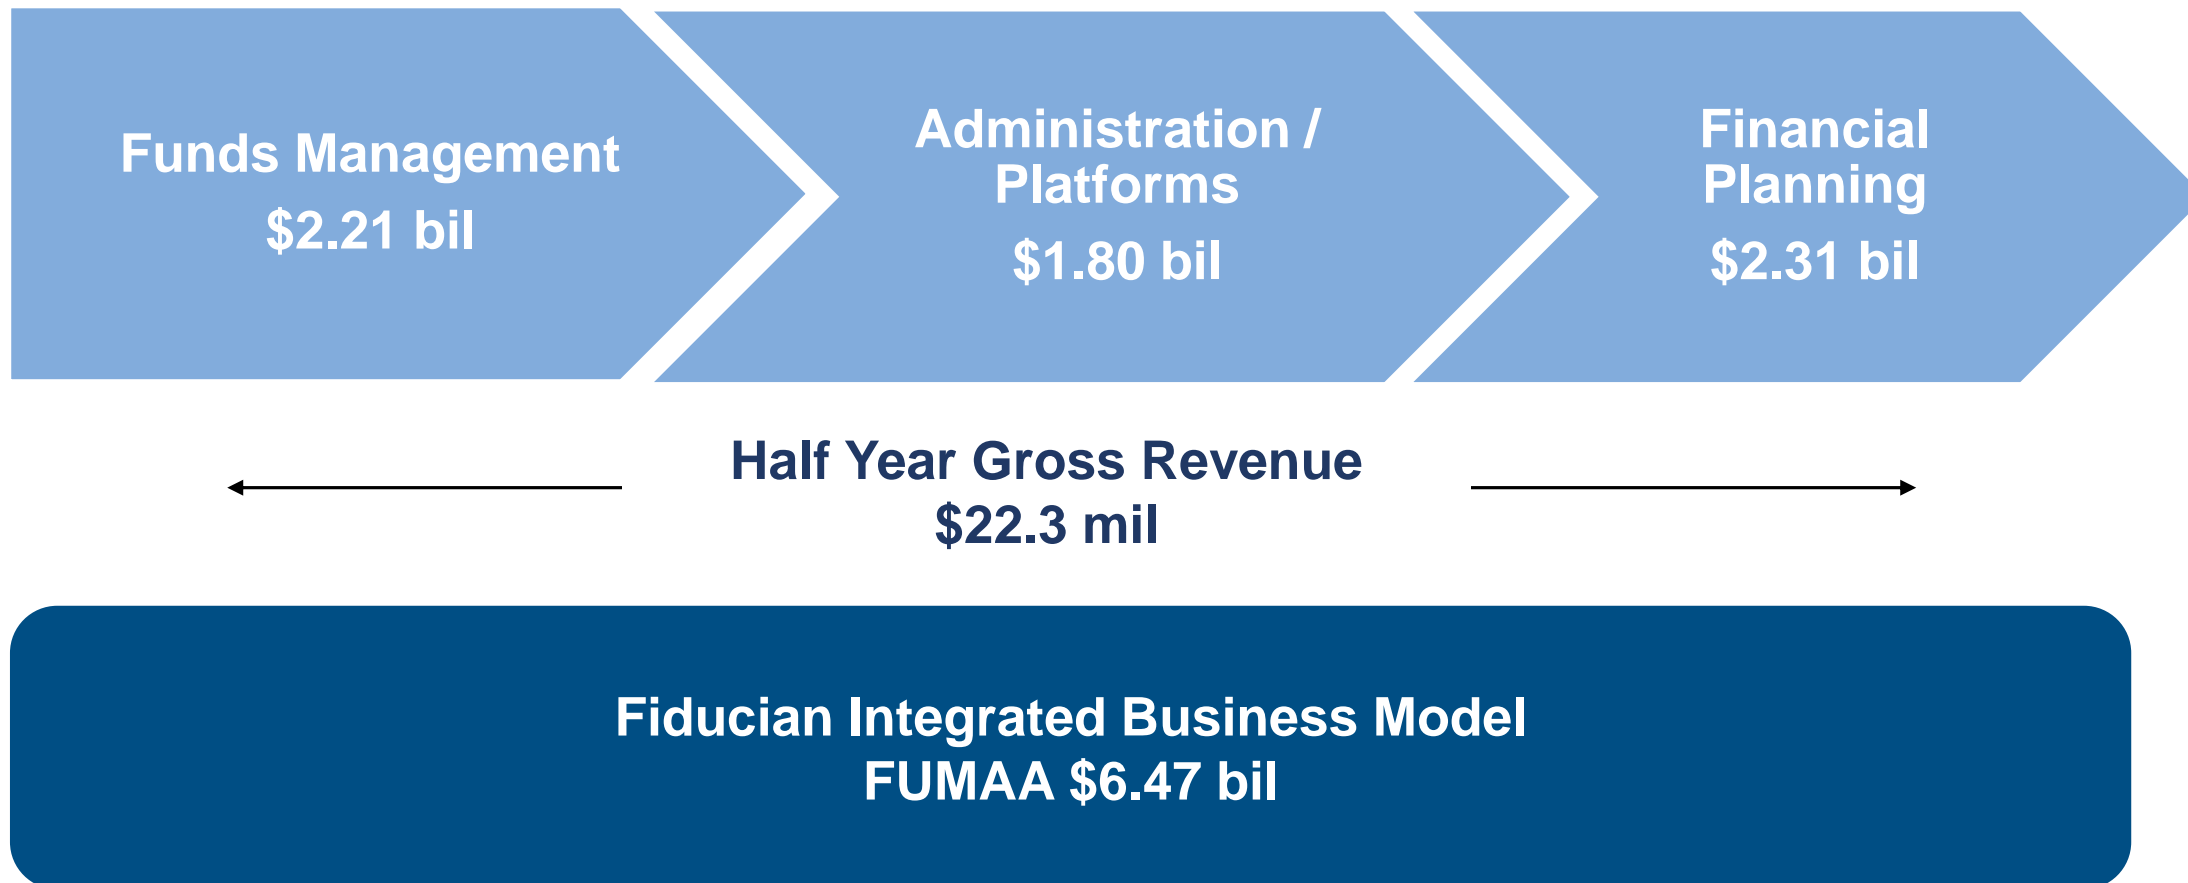 Funds Management
$2.21 bil
Administration /
Platforms
$1.80 bil
Financial
Planning
$2.31 bil
Half Year Gross Revenue
$22.3 mil
Fiducian Integrated Business Model
FUMAA $6.47 bil